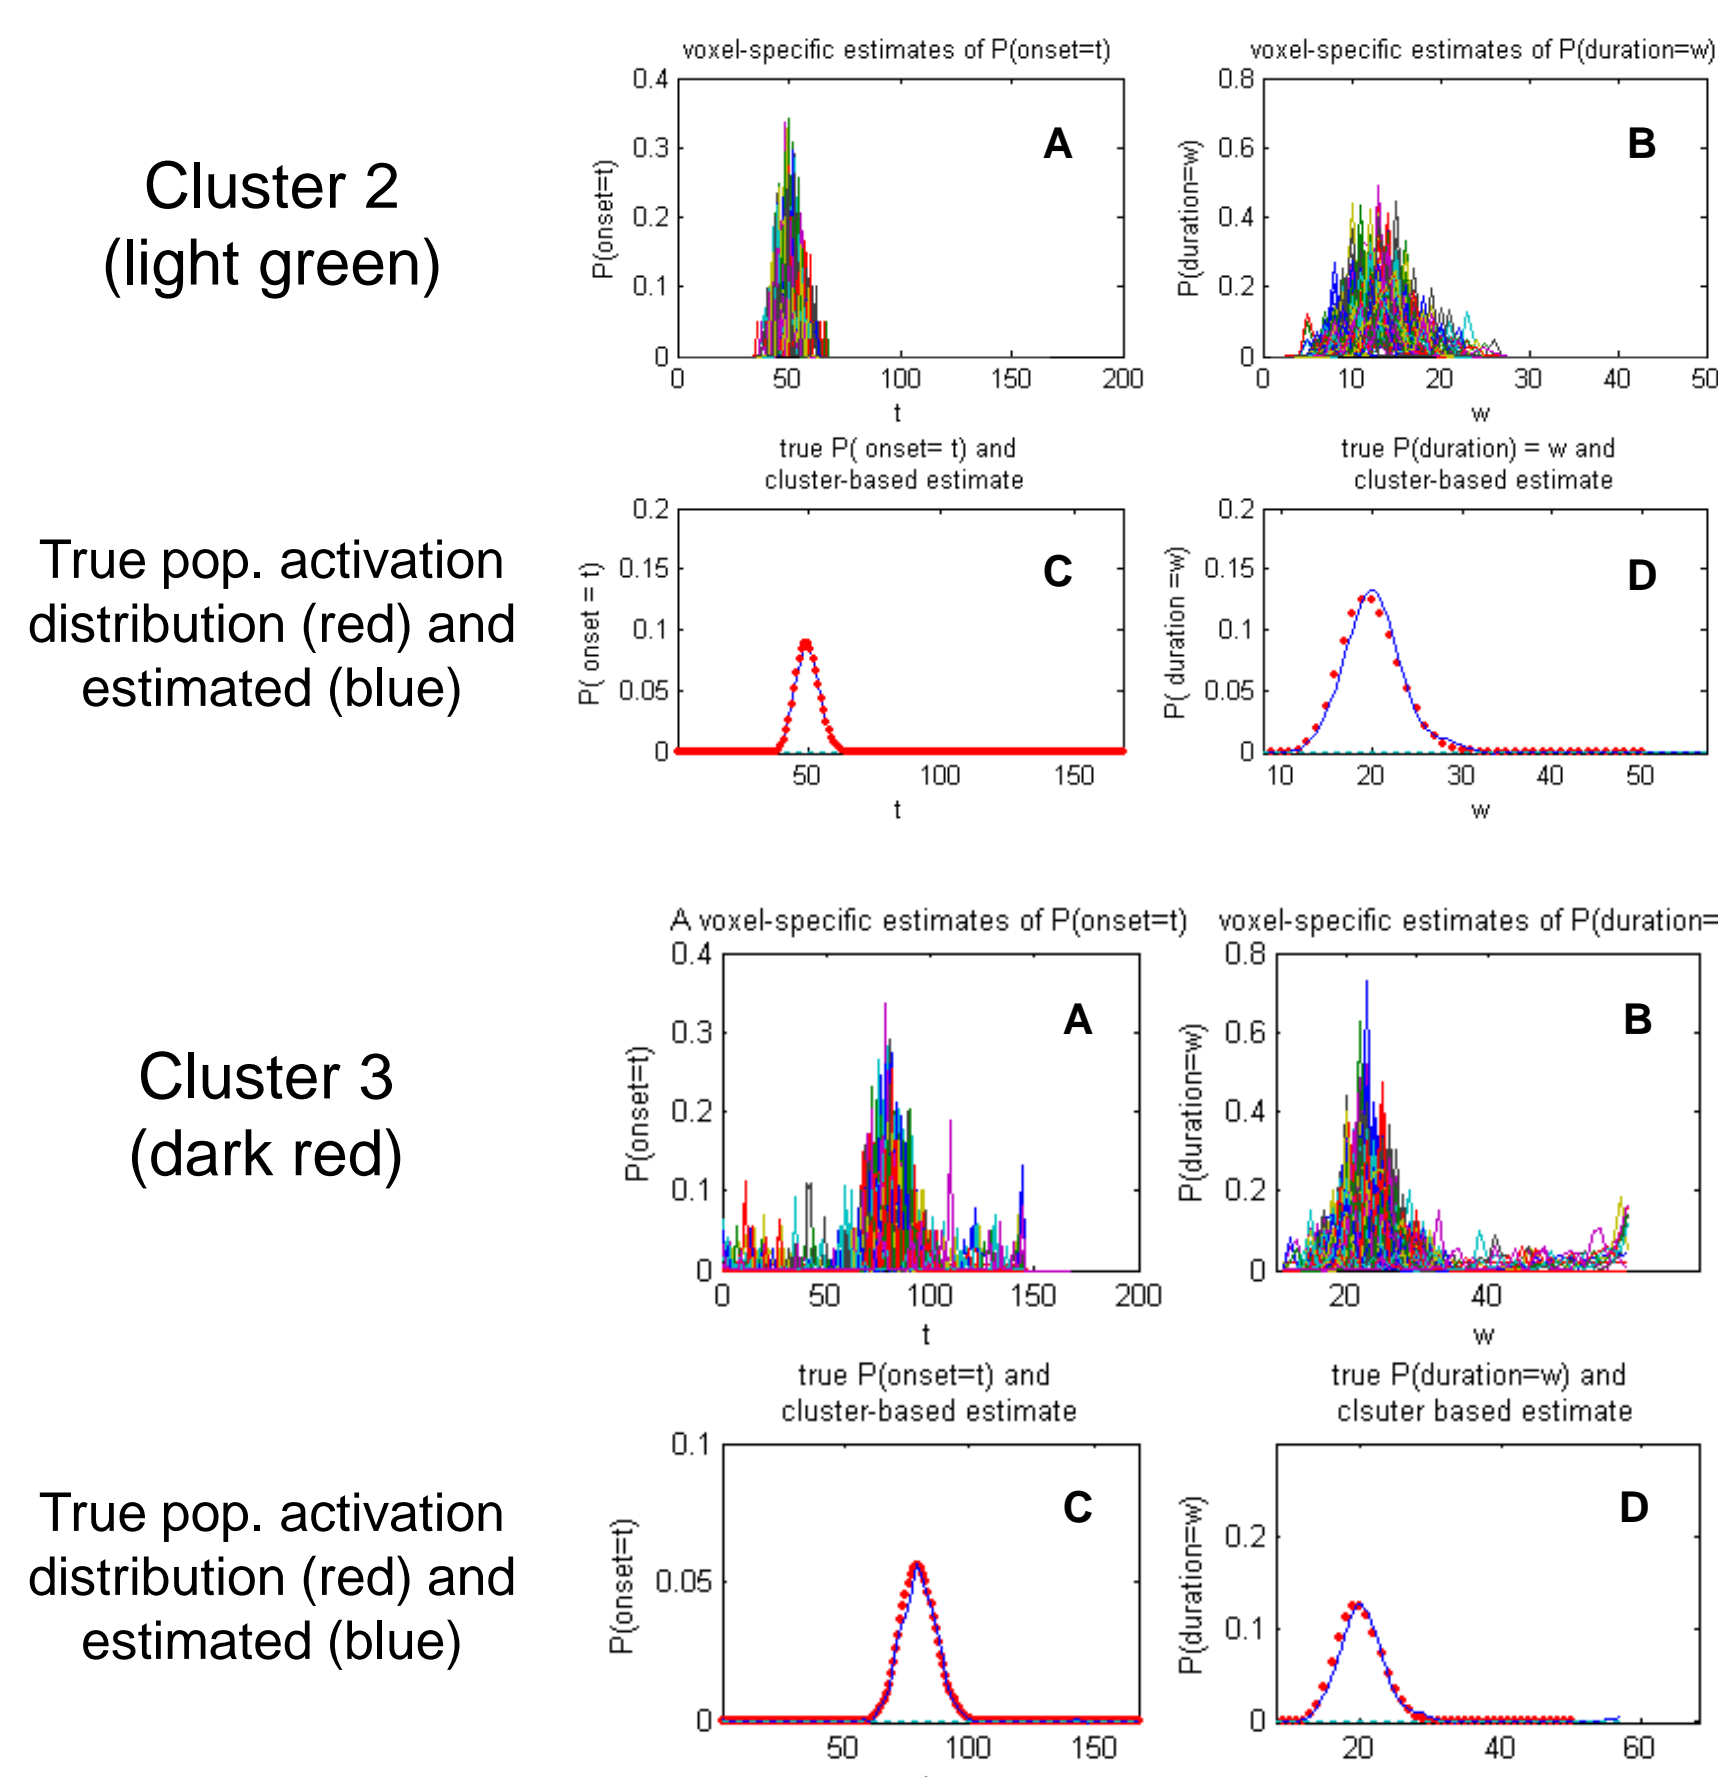 Cluster 2
(light green)
voxel-specific estimates of P(onset=t)
0.4
0.3
0.2
0.1
0
P(onset=t)
A
0 50 100 150 200
t
voxel-specific estimates of P(duration=w)
0.8
0.6
0.4
0.2
0
P(duration=w)
B
0 10 20 30 40 50
w
True pop. activation
distribution (red) and
estimated (blue)
true P( onset= t) and
cluster-based estimate
0.2
0.15
0.1
0.05
0
P( onset = t)
C
50 100 150
t
true P(duration) = w and
cluster-based estimate
0.2
0.15
0.1
0.05
0
P( duration =w)
D
10 20 30 40 50
w
Cluster 3
(dark red)
A voxel-specific estimates of P(onset=t)
0.4
0.3
0.2
0.1
0
P(onset=t)
A
0 50 100 150 200
t
voxel-specific estimates of P(duration=
0.8
0.6
0.4
0.2
0
P(duration=w)
B
20 40
w
True pop. activation
distribution (red) and
estimated (blue)
true P(onset=t) and
cluster-based estimate
0.1
0.05
0
P(onset=t)
C
50 100 150
true P(duration=w) and
clsuter based estimate
0.2
0.1
0
P(duration=w)
D
20 40 60